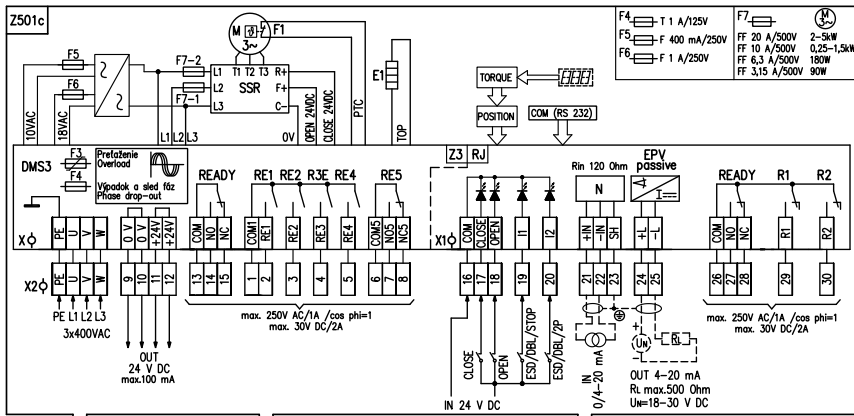 Z501c
M
3~
F1
F4 T 1 A/125V
F5 F 400 mA/250V
F6 F 1 A/250V
F7
M
3~
FF 20 A/500V 2-5kW
FF 10 A/500V 0,25-1,5kW
FF 6,3 A/500V 180W
FF 3,15 A/500V 90W
F5
F6
F7-2
F7-1
L1 T1 T2 T3 R+
L2 SSR F+
L3 C-
E1
TORQUE
POSITION
COM (RS 232)
10VAC
18VAC
L1 L2 L3
0V
OPEN 24VDC
CLOSE 24VDC
PTC
TOP
DMS3
F3
F4
Preťaženie
Overload
Výpadok a sled fáz
Phase drop-out
READY
RE1 RE2 R3E RE4
RE5
Z3 RJ
Rin 120 Ohm
N
EPV
passive
I
READY
R1
R2
X
PE U V W
0 V 0 V +24V +24V
COM NO NC
COM1 RE1 RE2 RE3 RE4 RE5
COM5 NO5 NC5
X1
COM CLOSE OPEN
I1
I2
+IN -IN SH
+L -L
COM NO NC
R1
R2
X2
9 10 11 12
13 14 15
1 2 3 4 5
6 7 8
16 17 18
19
20
21 22 23
24 25
26 27 28
29
30
PE L1 L2 L3
3x400VAC
OUT
24 V DC
max.100 mA
max. 250V AC/1A /cos phi=1
max. 30V DC/2A
CLOSE
OPEN
ESD/DBL/STOP
ESD/DBL/2P
IN 24 V DC
IN
0/4-20 mA
+
UN
RL
OUT 4-20 mA
RL max.500 Ohm
UN=18-30 V DC
max. 250V AC/1A /cos phi=1
max. 30V DC/2A